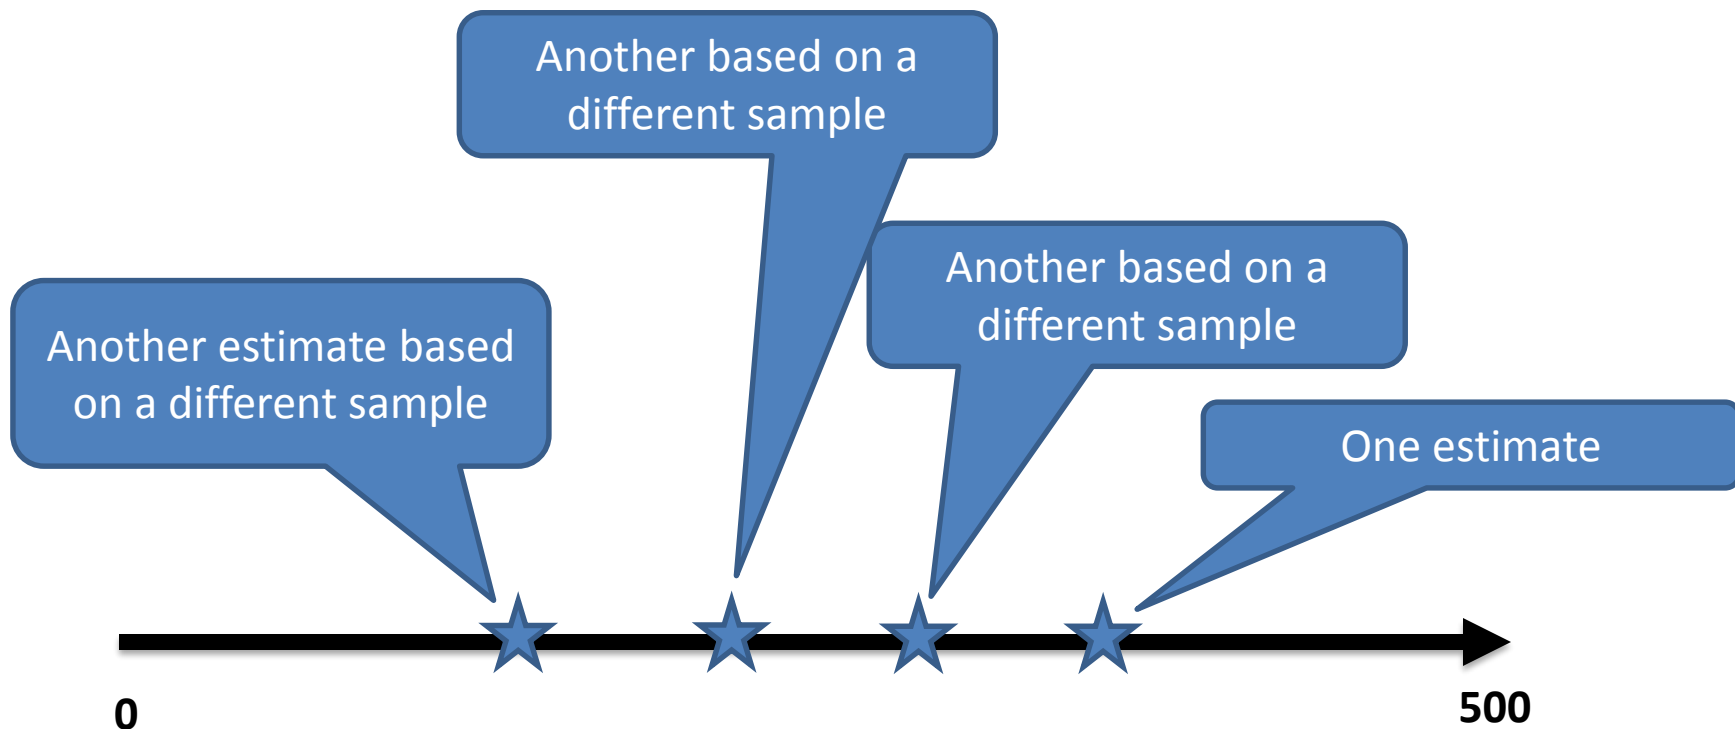 Another based on a
different sample
Another based on a
different sample
Another estimate based
on a different sample
One estimate
0
500